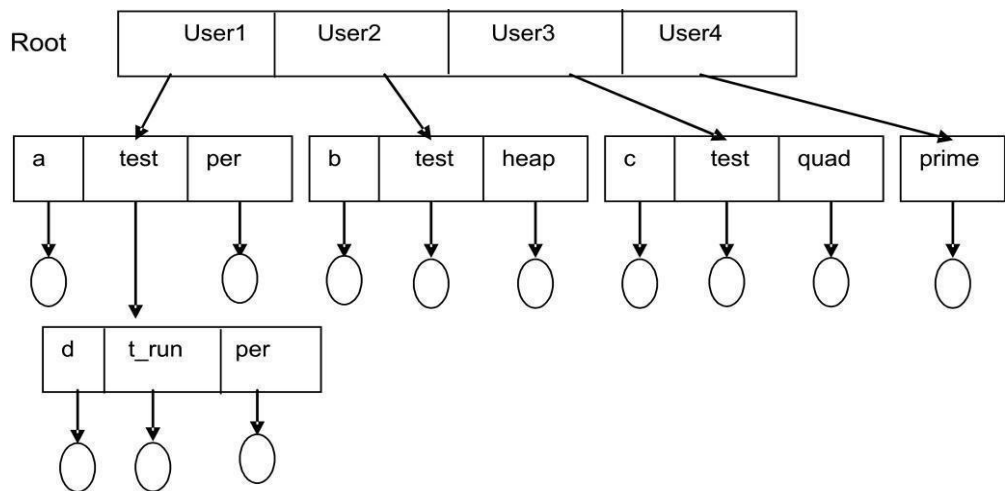 Root User1 User2 User3 User4
a test per b test heap c test quad prime
d t_run per